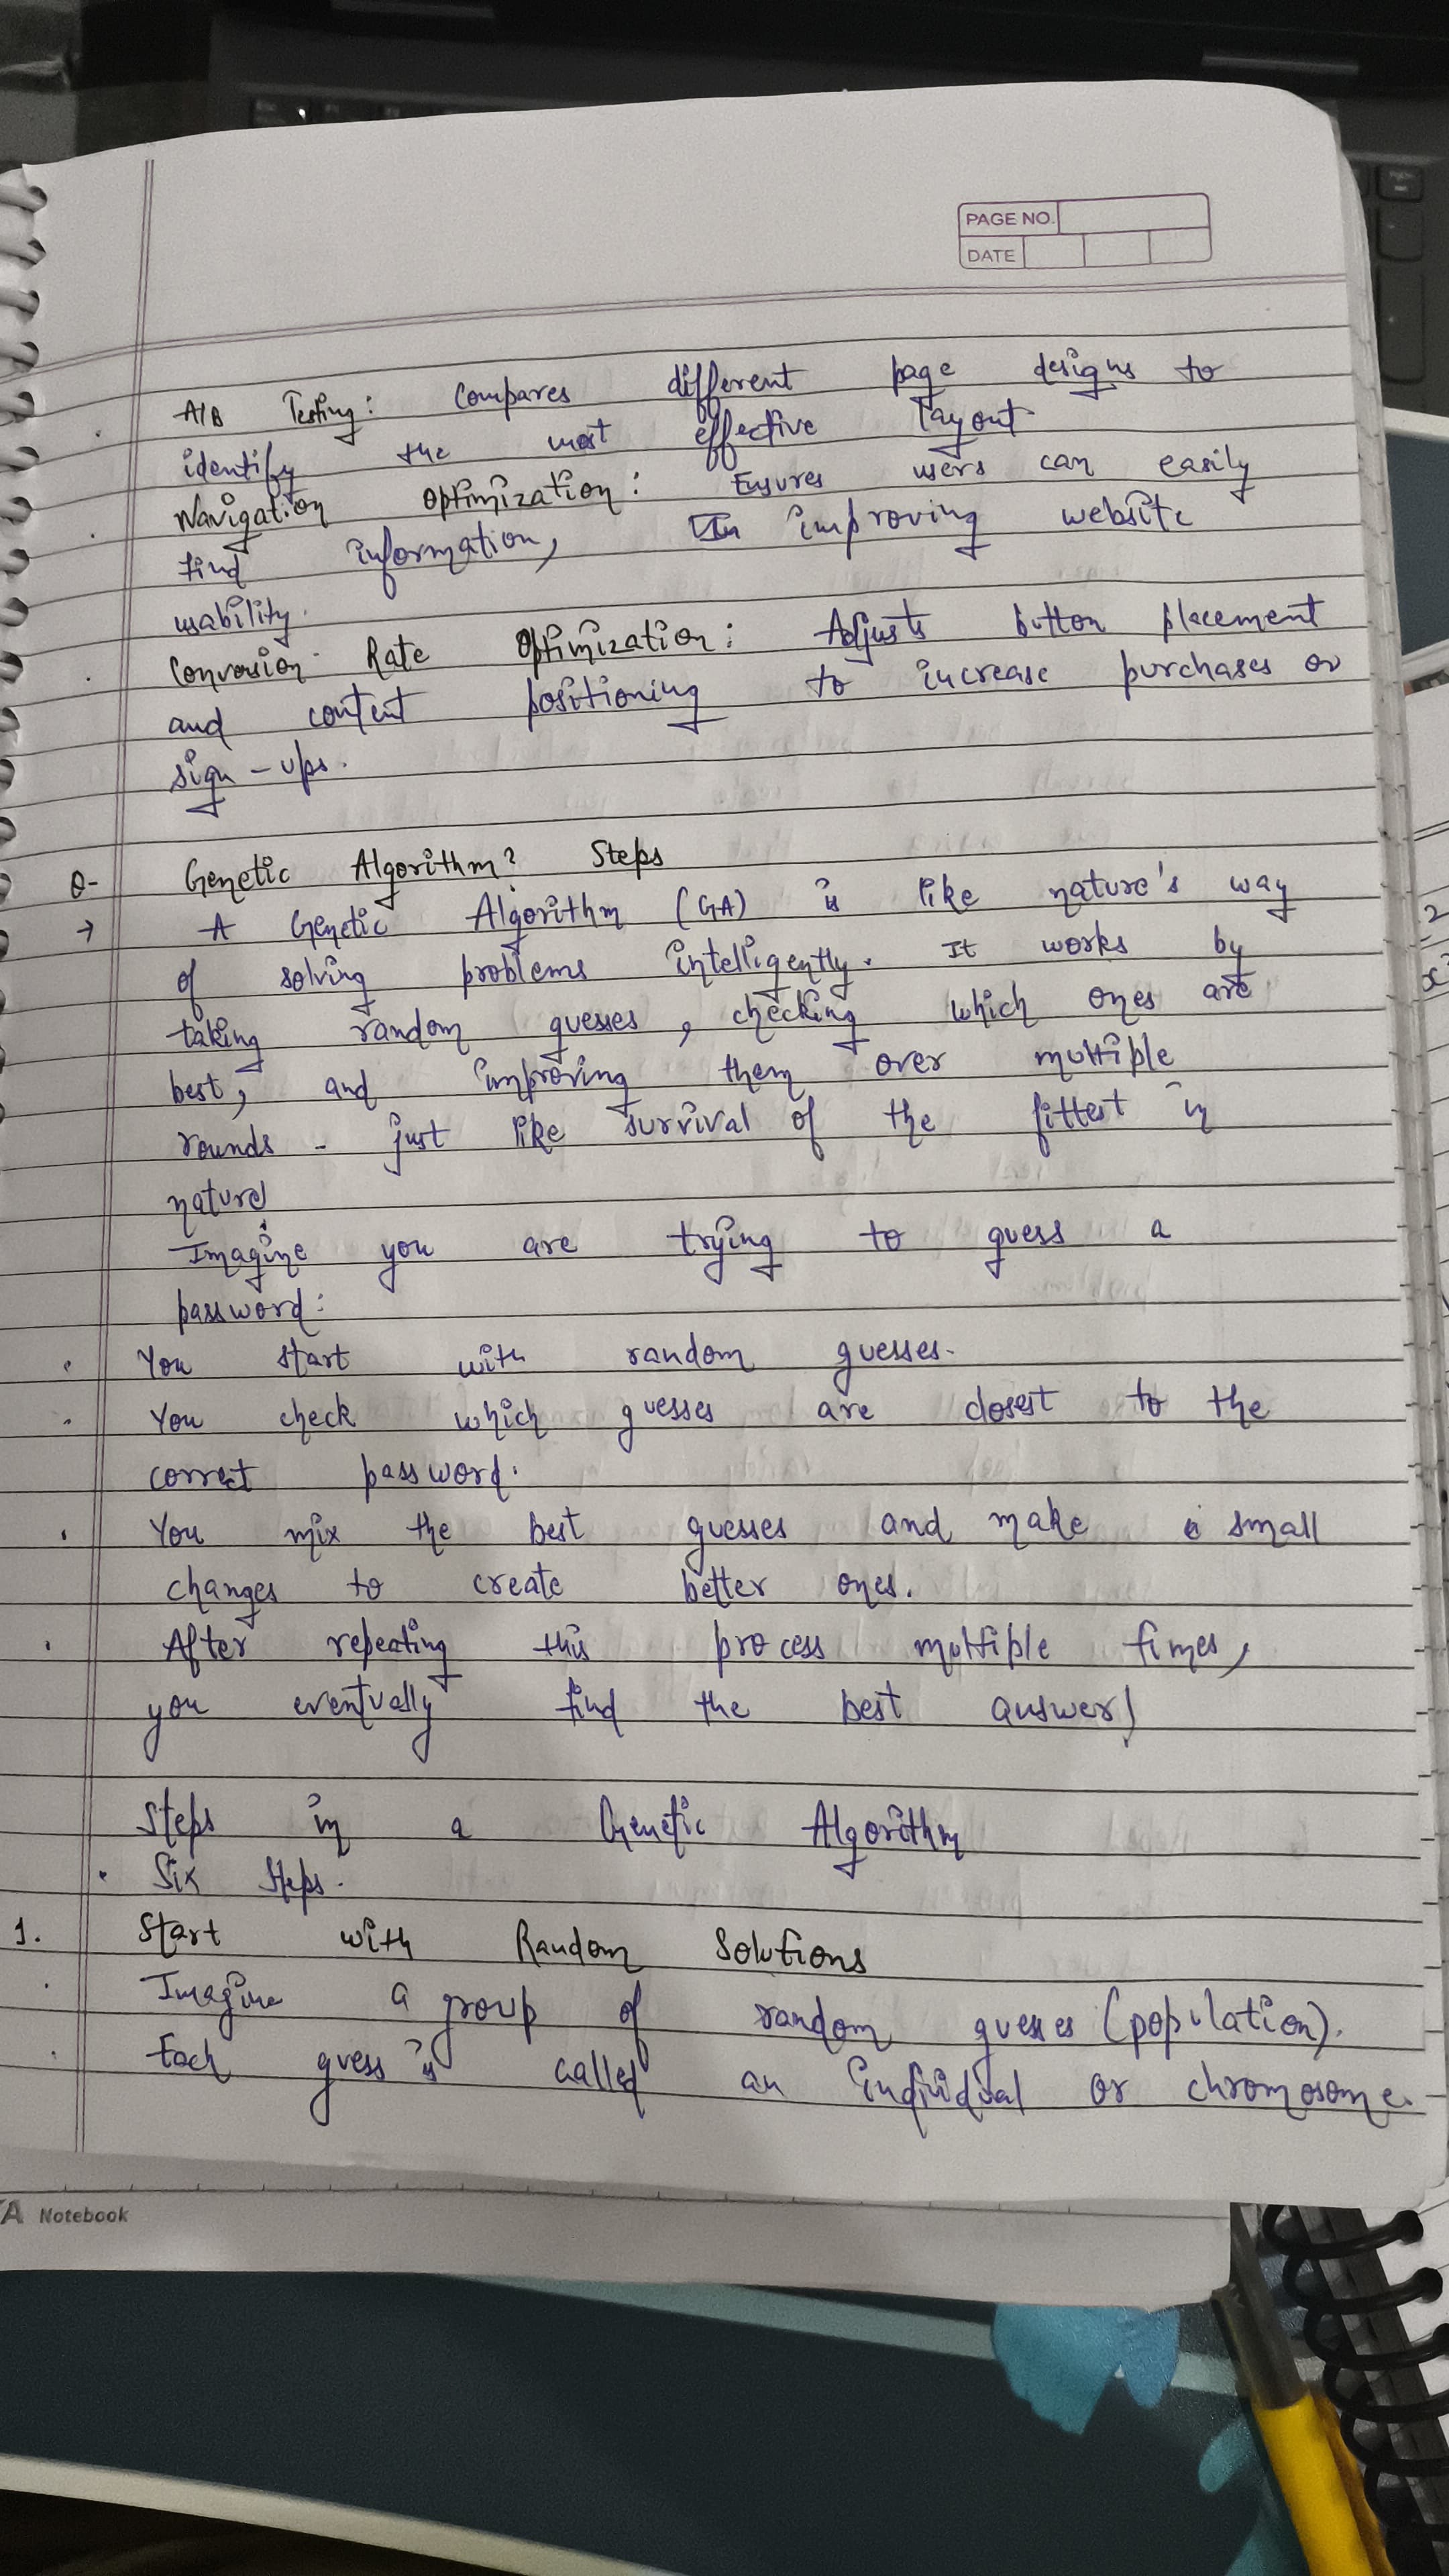 PAGE NO.
DATE
A/B Testing: Compares different page designs to
identify the most effective layout
Navigation Optimization: Ensures users can easily
find information, improving website
usability.
Conversion Rate Optimization: Adjusts button placement
and content positioning to increase purchases or
sign-ups.
Q- Genetic Algorithm? Steps
→ A Genetic Algorithm (GA) is like nature's way
of solving problems intelligently. It works by
taking random guesses, checking which ones are
best, and improving them over multiple
rounds - just like survival of the fittest in
nature!
Imagine you are trying to guess a
password:
• You start with random guesses.
• You check which guesses are closest to the
correct password.
• You mix the best guesses and make small
changes to create better ones.
• After repeating this process multiple times,
you eventually find the best answer!
Steps in a Genetic Algorithm
• Six Steps.
1. Start with Random Solutions
• Imagine a group of random guesses (population).
• Each guess is called an individual or chromosome.
Notebook